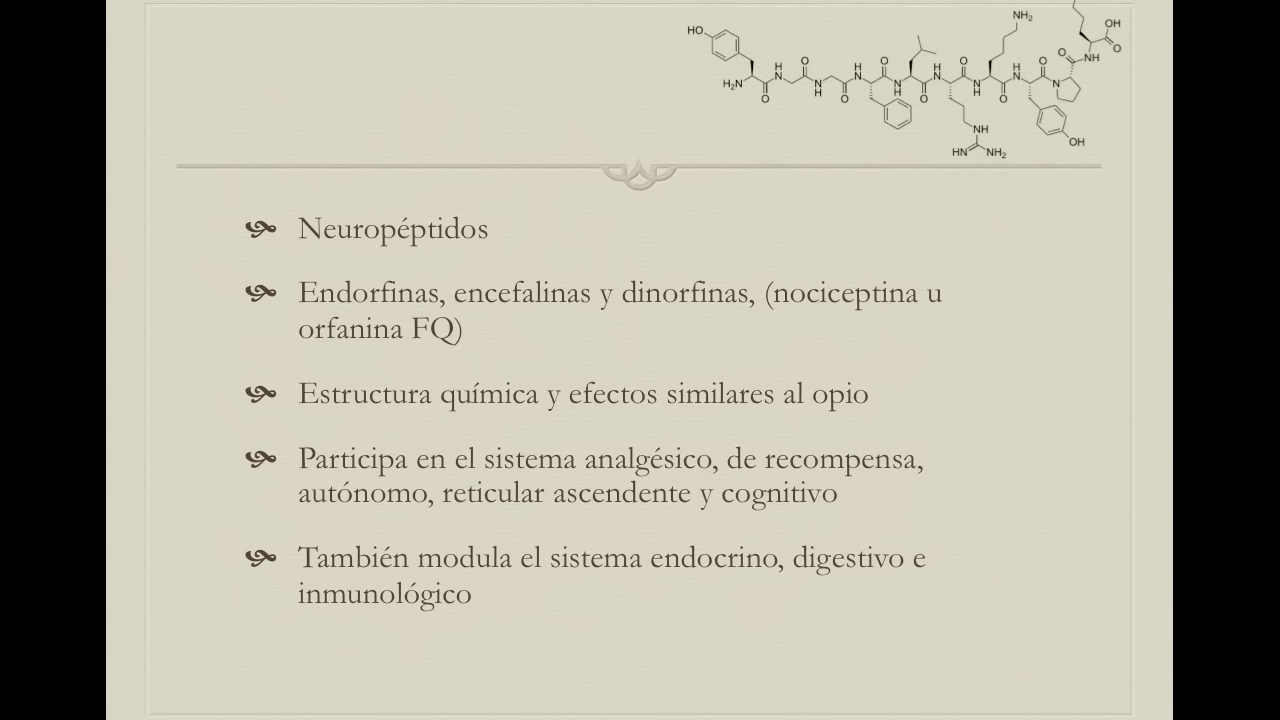 HO
NH2
OH
O
O
NH
H
N
O
H
N
O
H
N
O
H
N
O
H
N
O
N
H2N
O
N
H
O
N
H
O
N
H
O
NH
OH
HN
NH2
Neuropéptidos
Endorfinas, encefalinas y dinorfinas, (nociceptina u
orfanina FQ)
Estructura química y efectos similares al opio
Participa en el sistema analgésico, de recompensa,
autónomo, reticular ascendente y cognitivo
También modula el sistema endocrino, digestivo e
inmunológico